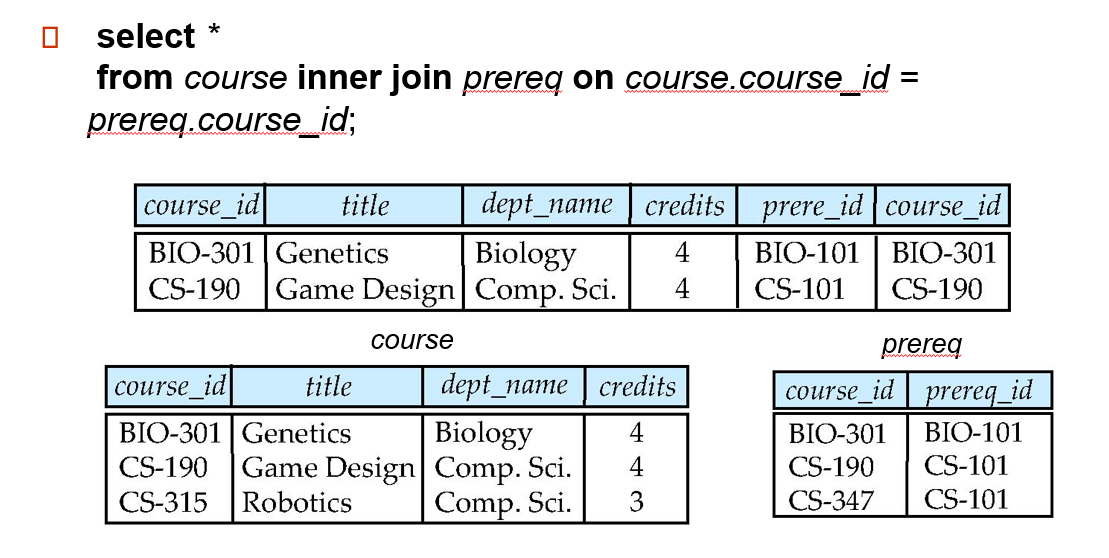 select *
from course inner join prereq on course.course_id =
prereq.course_id;
course_id title dept_name credits prere_id course_id
BIO-301 Genetics Biology 4 BIO-101 BIO-301
CS-190 Game Design Comp. Sci. 4 CS-101 CS-190
course
course_id title dept_name credits
BIO-301 Genetics Biology 4
CS-190 Game Design Comp. Sci. 4
CS-315 Robotics Comp. Sci. 3
prereq
course_id prereq_id
BIO-301 BIO-101
CS-190 CS-101
CS-347 CS-101